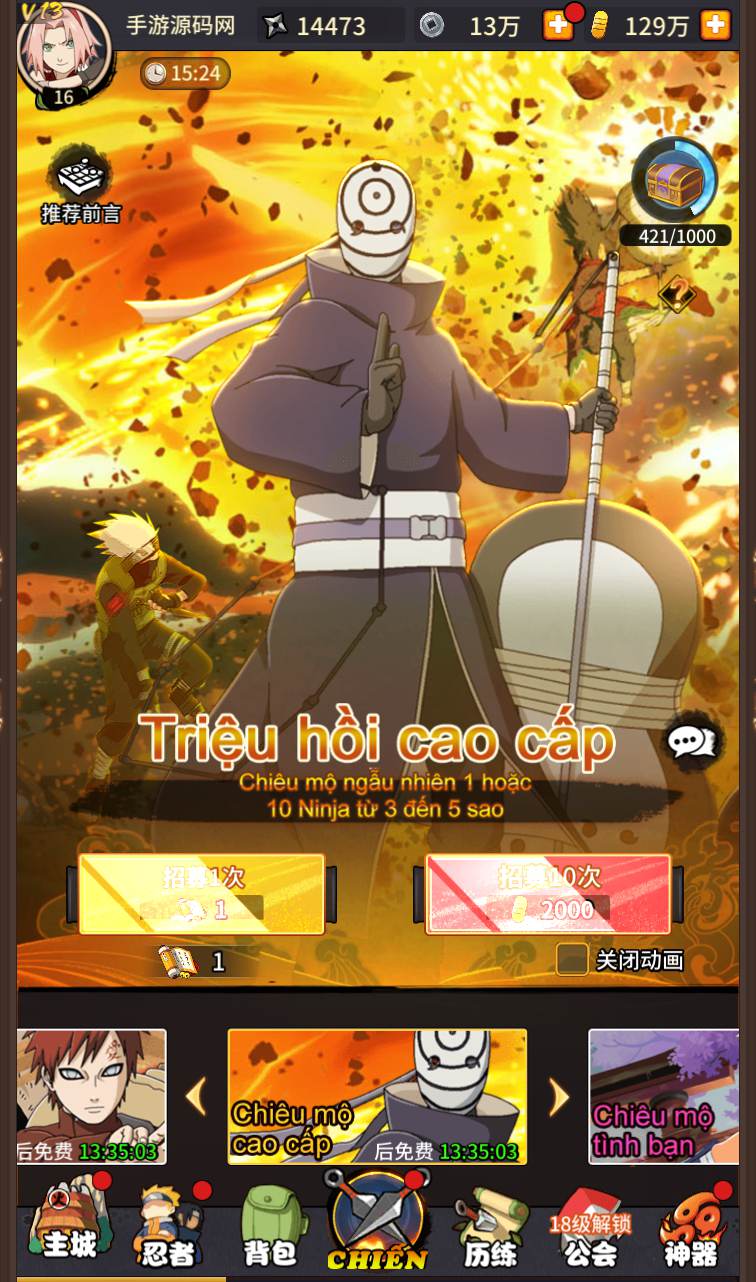 V 13
手游源码网
14473
13万
129万
16
15:24
推荐前言
421/1000
?
Triệu hồi cao cấp
Chiêu mộ ngẫu nhiên 1 hoặc
10 Ninja từ 3 đến 5 sao
招募1次
1
招募10次
2000
1
关闭动画
后免费 13:35:03
Chiêu mộ
cao cấp
后免费 13:35:03
Chiêu mộ
tình bạn
火
主城
忍者
背包
CHIẾN
历练
18级解锁
公会
神器